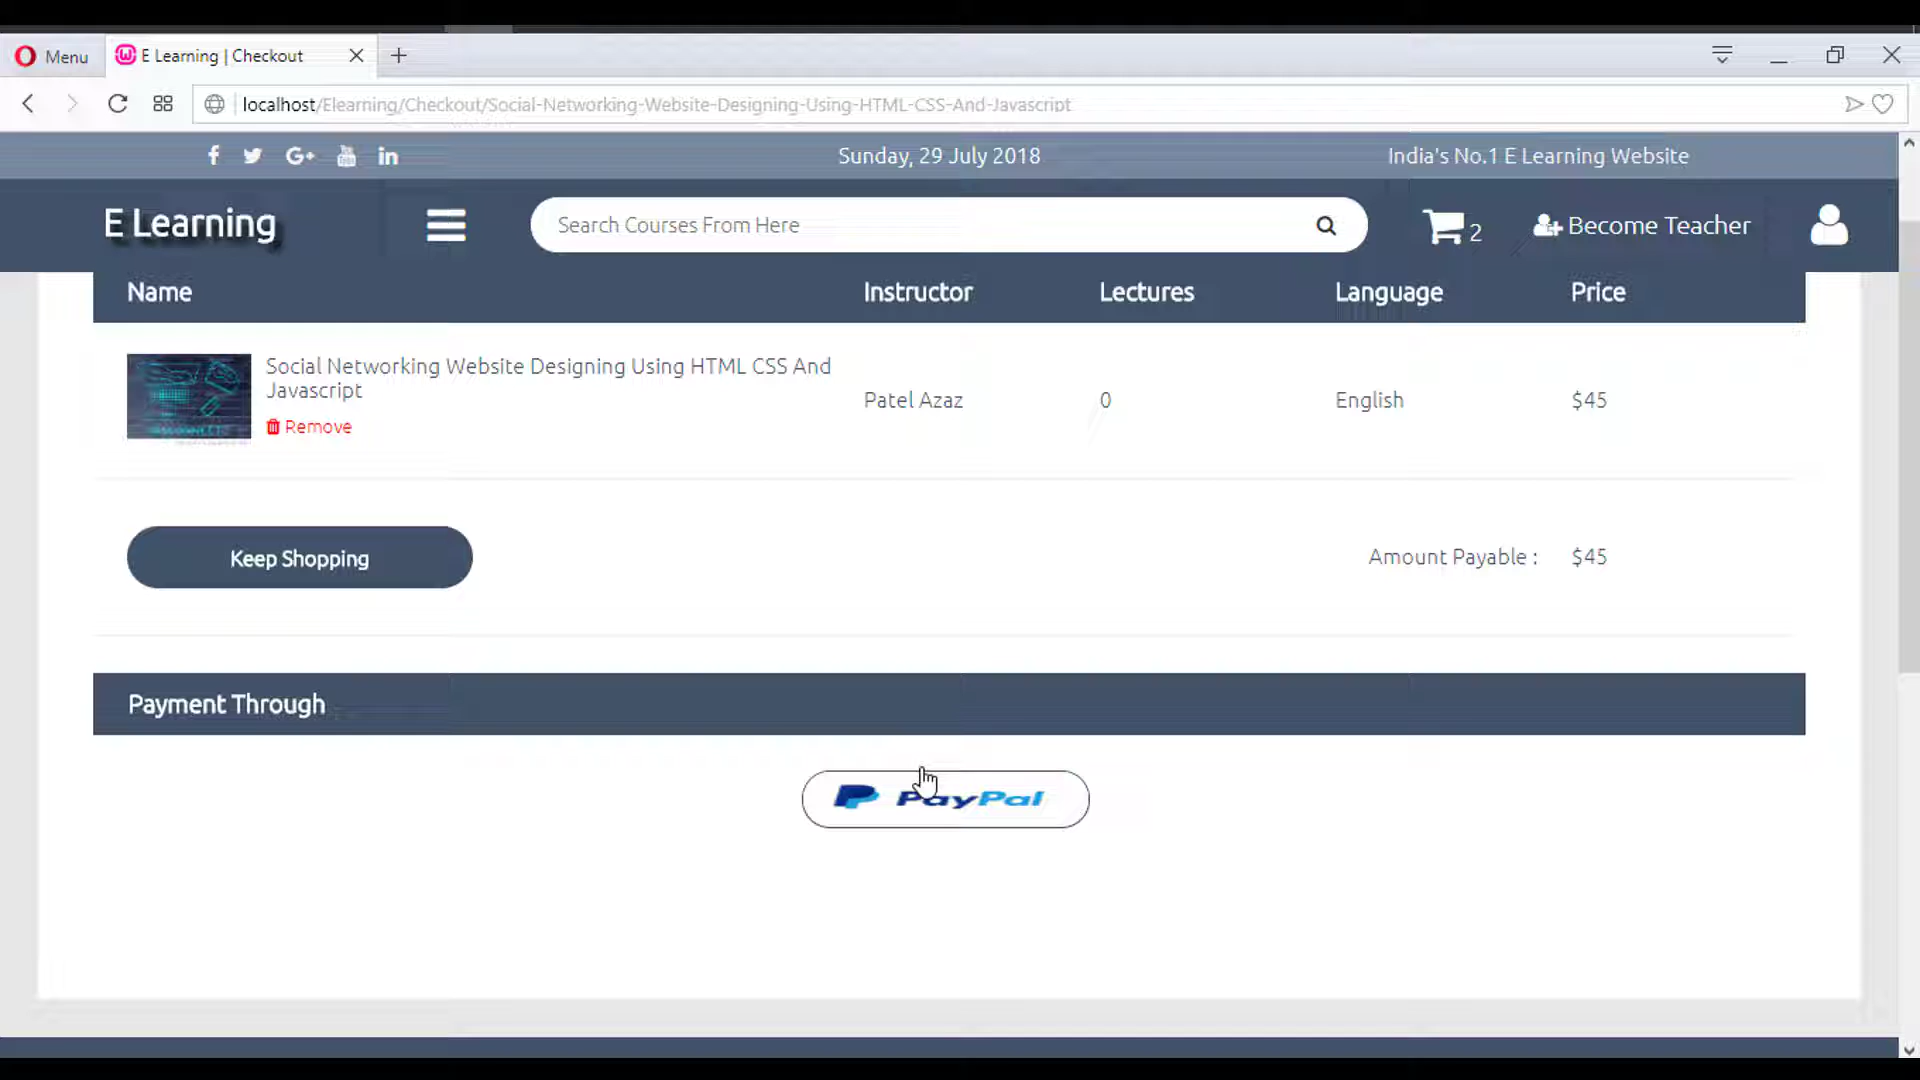 Menu
E Learning | Checkout
localhost/Elearning/Checkout/Social-Networking-Website-Designing-Using-HTML-CSS-And-Javascript
Sunday, 29 July 2018
India's No.1 E Learning Website
E Learning
Search Courses From Here
2
Become Teacher
Name Instructor Lectures Language Price
Social Networking Website Designing Using HTML CSS And
Javascript
Remove
Patel Azaz
0
English
$45
Keep Shopping
Amount Payable : $45
Payment Through
PayPal